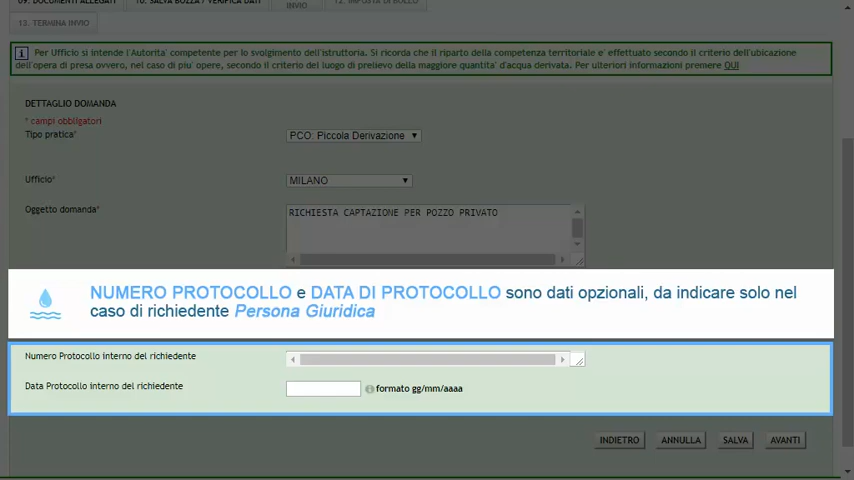 09. DOCUMENTI ALLEGATI
10. SALVA BOZZA / VERIFICA DATI
INVIO
12. IMPOSTA DI BOLLO
13. TERMINA INVIO
Per Ufficio si intende l'Autorita' competente per lo svolgimento dell'istruttoria. Si ricorda che il riparto della competenza territoriale e' effettuato secondo il criterio dell'ubicazione
dell'opera di presa ovvero, nel caso di piu' opere, secondo il criterio del luogo di prelievo della maggiore quantita' d'acqua derivata. Per ulteriori informazioni premere QUI
DETTAGLIO DOMANDA
* campi obbligatori
Tipo pratica*
PCO: Piccola Derivazione
Ufficio*
MILANO
Oggetto domanda*
RICHIESTA CAPTAZIONE PER POZZO PRIVATO
NUMERO PROTOCOLLO e DATA DI PROTOCOLLO sono dati opzionali, da indicare solo nel
caso di richiedente Persona Giuridica
Numero Protocollo interno del richiedente
Data Protocollo interno del richiedente
formato gg/mm/aaaa
INDIETRO
ANNULLA
SALVA
AVANTI